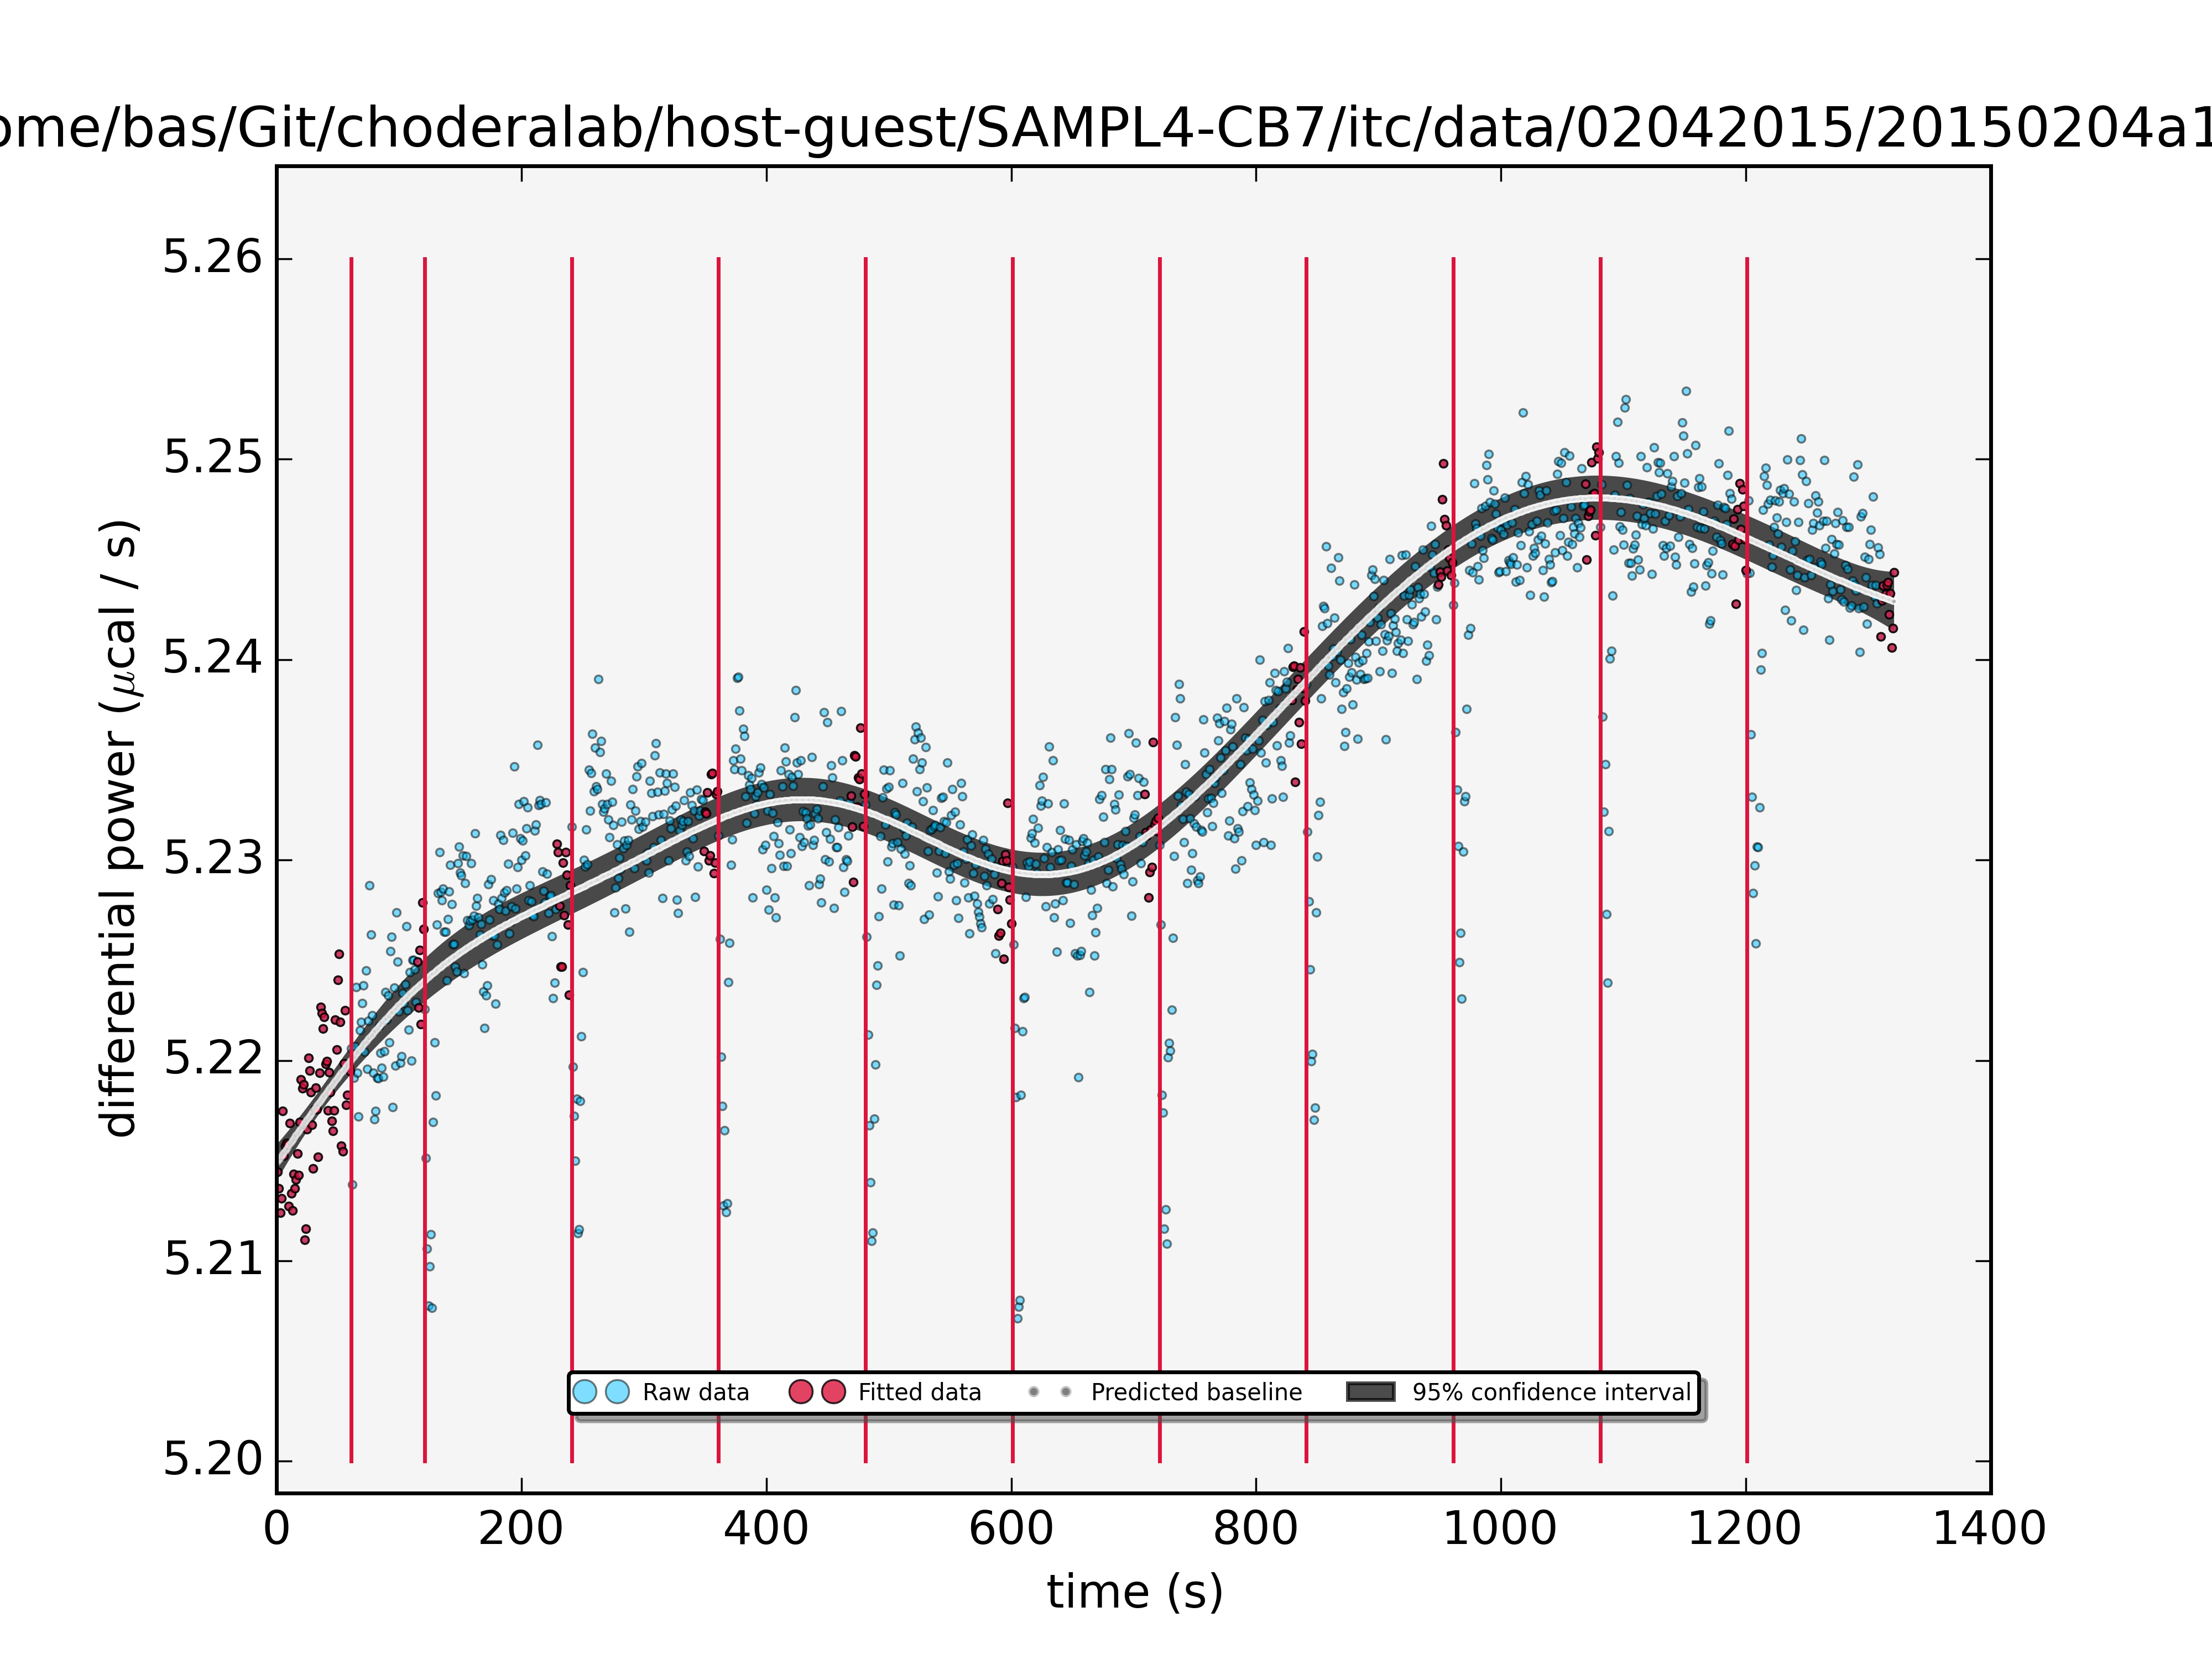 ome/bas/Git/choderalab/host-guest/SAMPL4-CB7/itc/data/02042015/20150204a1
5.26
5.25
5.24
5.23
5.22
5.21
5.20
differential power (μcal / s)
Raw data Fitted data Predicted baseline 95% confidence interval
0 200 400 600 800 1000 1200 1400
time (s)